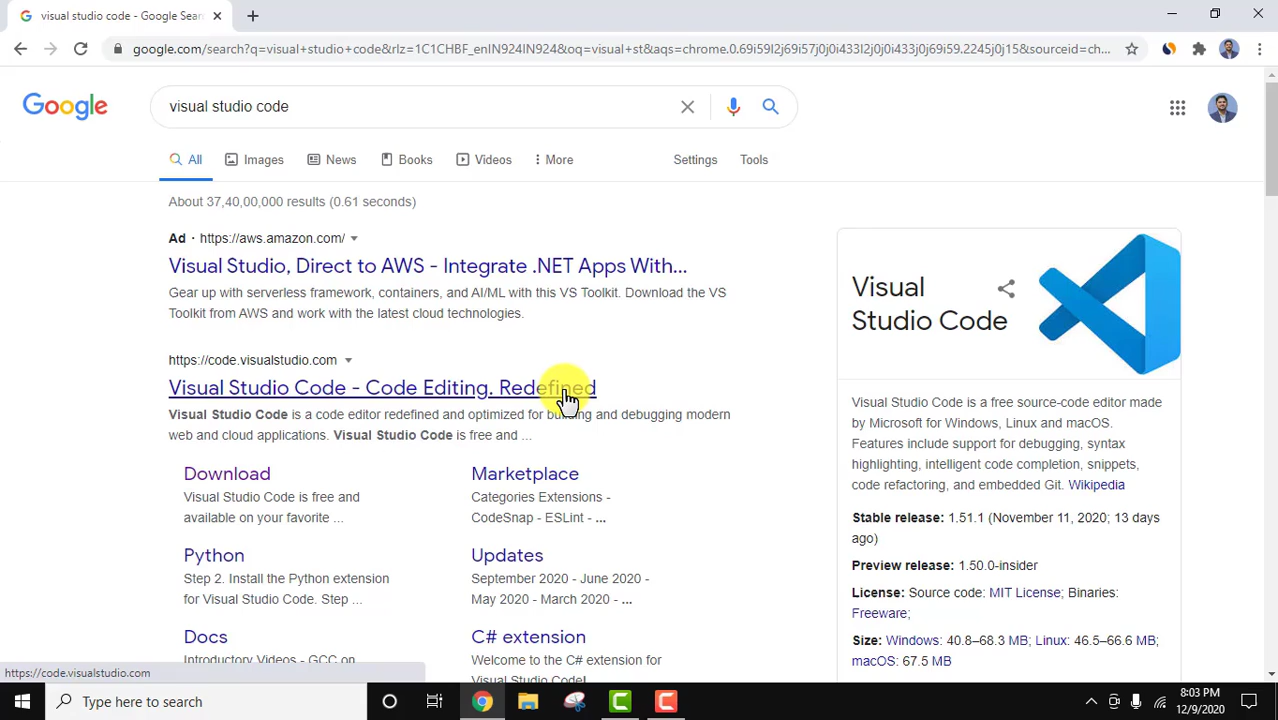 visual studio code - Google Sear
google.com/search?q=visual+studio+code&rlz=1C1CHBF_enIN924IN924&oq=visual+st&aqs=chrome.0.69i59l2j69i57j0j0i433l2j0j0i433j0j69i59.2245j0j15&sourceid=ch...
Google
visual studio code
All
Images
News
Books
Videos
More
Settings
Tools
About 37,40,00,000 results (0.61 seconds)
Ad · https://aws.amazon.com/
Visual Studio, Direct to AWS - Integrate .NET Apps With...
Gear up with serverless framework, containers, and AI/ML with this VS Toolkit. Download the VS
Toolkit from AWS and work with the latest cloud technologies.
https://code.visualstudio.com
Visual Studio Code - Code Editing. Redefined
Visual Studio Code is a code editor redefined and optimized for building and debugging modern
web and cloud applications. Visual Studio Code is free and ...
Download
Visual Studio Code is free and
available on your favorite ...
Marketplace
Categories Extensions -
CodeSnap - ESLint - ...
Python
Step 2. Install the Python extension
for Visual Studio Code. Step ...
Updates
September 2020 - June 2020 -
May 2020 - March 2020 - ...
Docs
Introductory Videos - GCC on
C# extension
Welcome to the C# extension for
Visual Studio Code!
Visual
Studio Code
Visual Studio Code is a free source-code editor made
by Microsoft for Windows, Linux and macOS.
Features include support for debugging, syntax
highlighting, intelligent code completion, snippets,
code refactoring, and embedded Git. Wikipedia
Stable release: 1.51.1 (November 11, 2020; 13 days
ago)
Preview release: 1.50.0-insider
License: Source code: MIT License; Binaries:
Freeware;
Size: Windows: 40.8–68.3 MB; Linux: 46.5–66.6 MB;
macOS: 67.5 MB
https://code.visualstudio.com
Type here to search
8:03 PM
12/9/2020